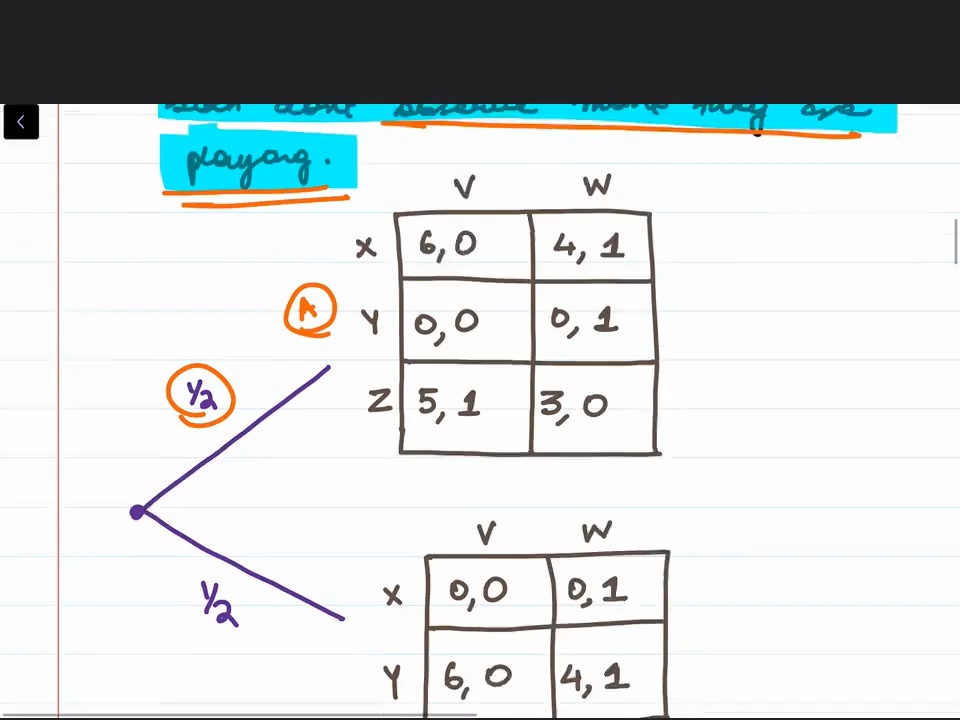 playang.
V W
X 6, 0 4, 1
A
Y 0, 0 0, 1
1/2
Z 5, 1 3, 0
V W
X 0, 0 0, 1
1/2
Y 6, 0 4, 1